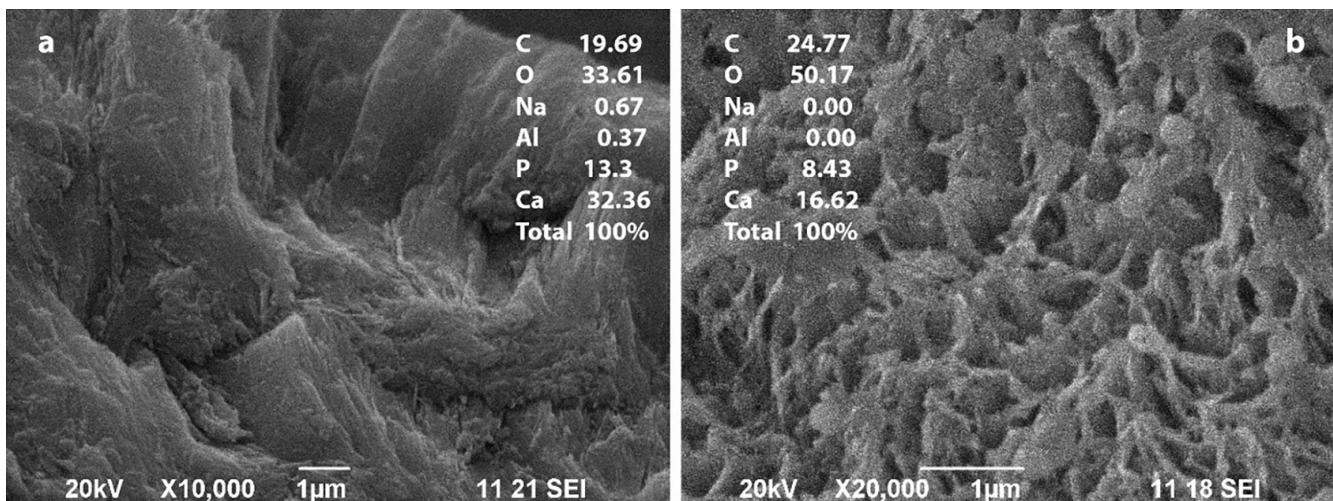 a
C 19.69
O 33.61
Na 0.67
Al 0.37
P 13.3
Ca 32.36
Total 100%
20kV X10,000 1µm 11 21 SEI
b
C 24.77
O 50.17
Na 0.00
Al 0.00
P 8.43
Ca 16.62
Total 100%
20kV X20,000 1µm 11 18 SEI